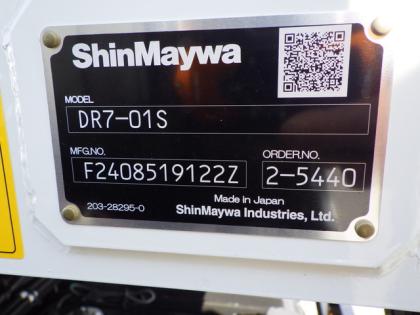 ShinMaywa
MODEL
DR7-01S
MFG.NO. ORDER.NO.
F2408519122Z 2-5440
Made in Japan
203-28295-0 ShinMaywa Industries, Ltd.